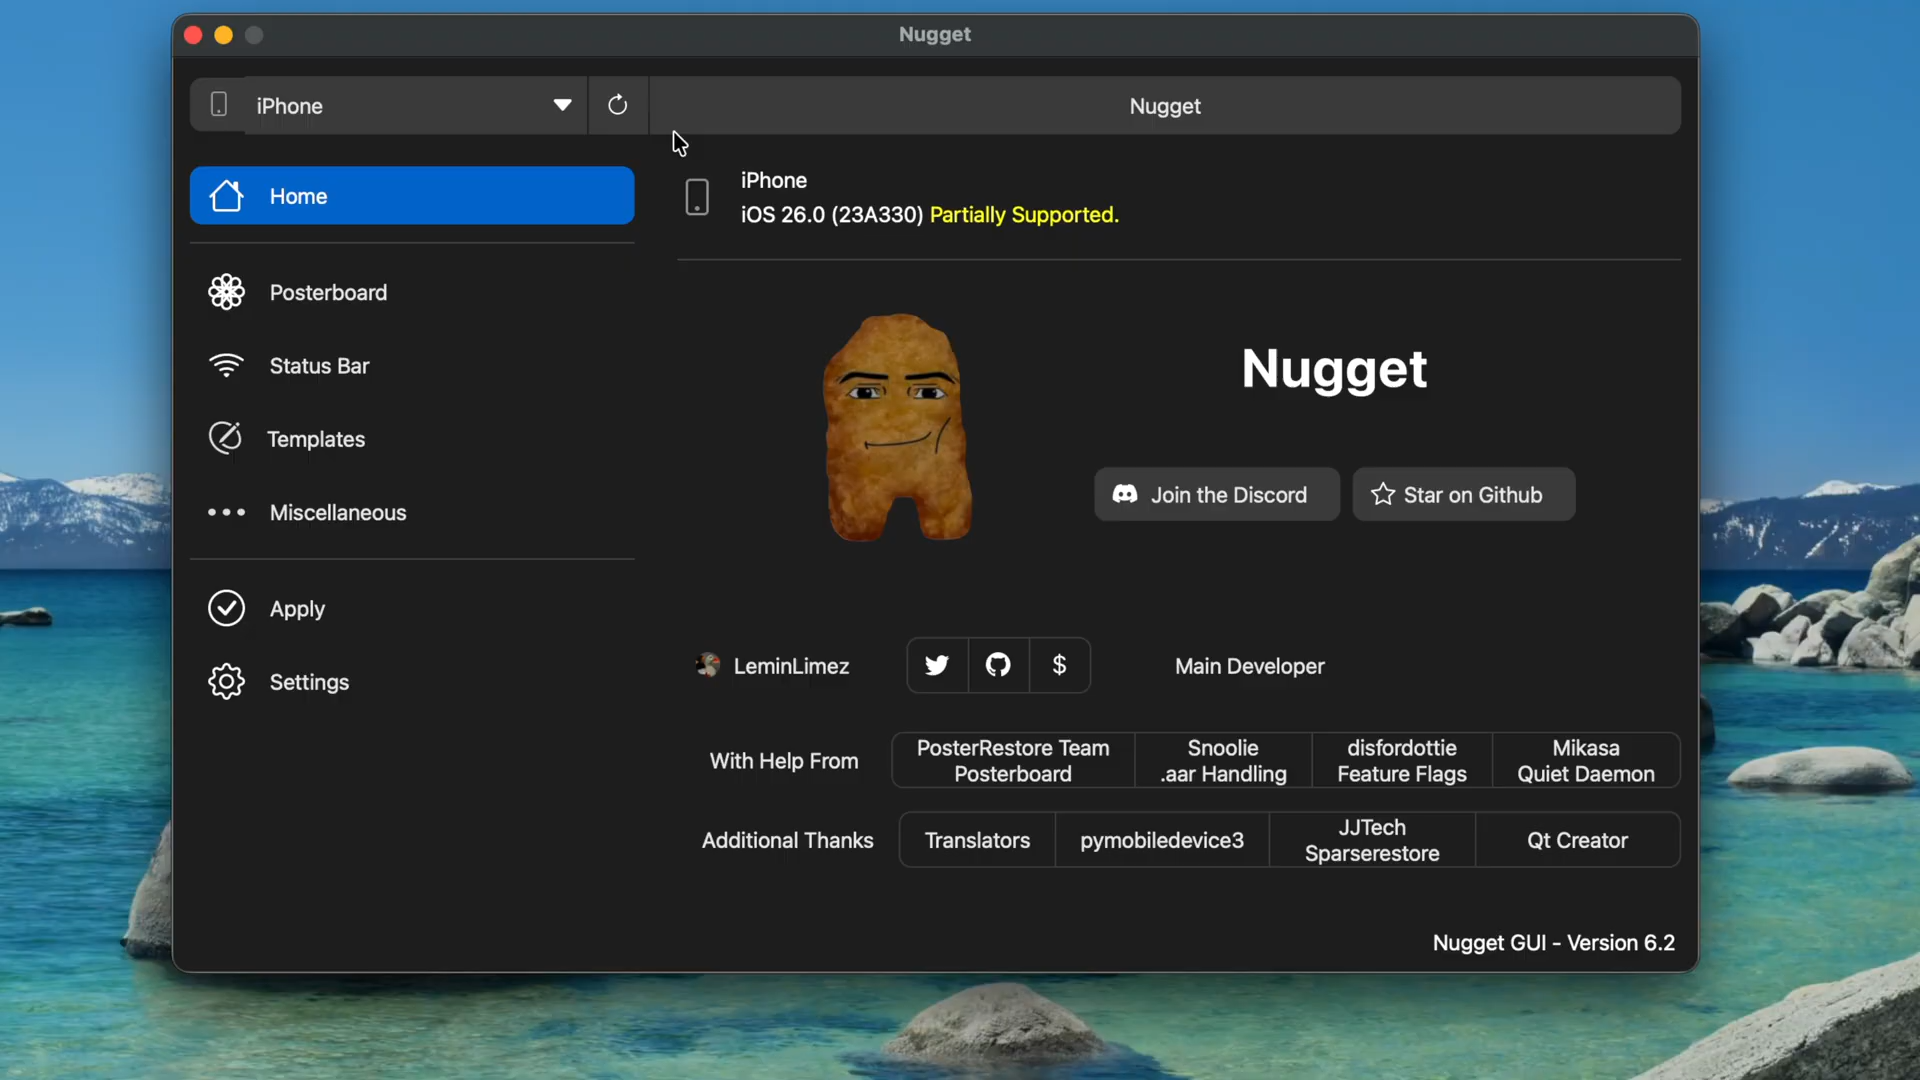 Nugget
iPhone
Nugget
Home
Posterboard
Status Bar
Templates
Miscellaneous
Apply
Settings
iPhone
iOS 26.0 (23A330) Partially Supported.
Nugget
Join the Discord
Star on Github
LeminLimez
$
Main Developer
With Help From
PosterRestore Team
Posterboard
Snoolie
.aar Handling
disfordottie
Feature Flags
Mikasa
Quiet Daemon
Additional Thanks
Translators
pymobiledevice3
JJTech
Sparserestore
Qt Creator
Nugget GUI - Version 6.2